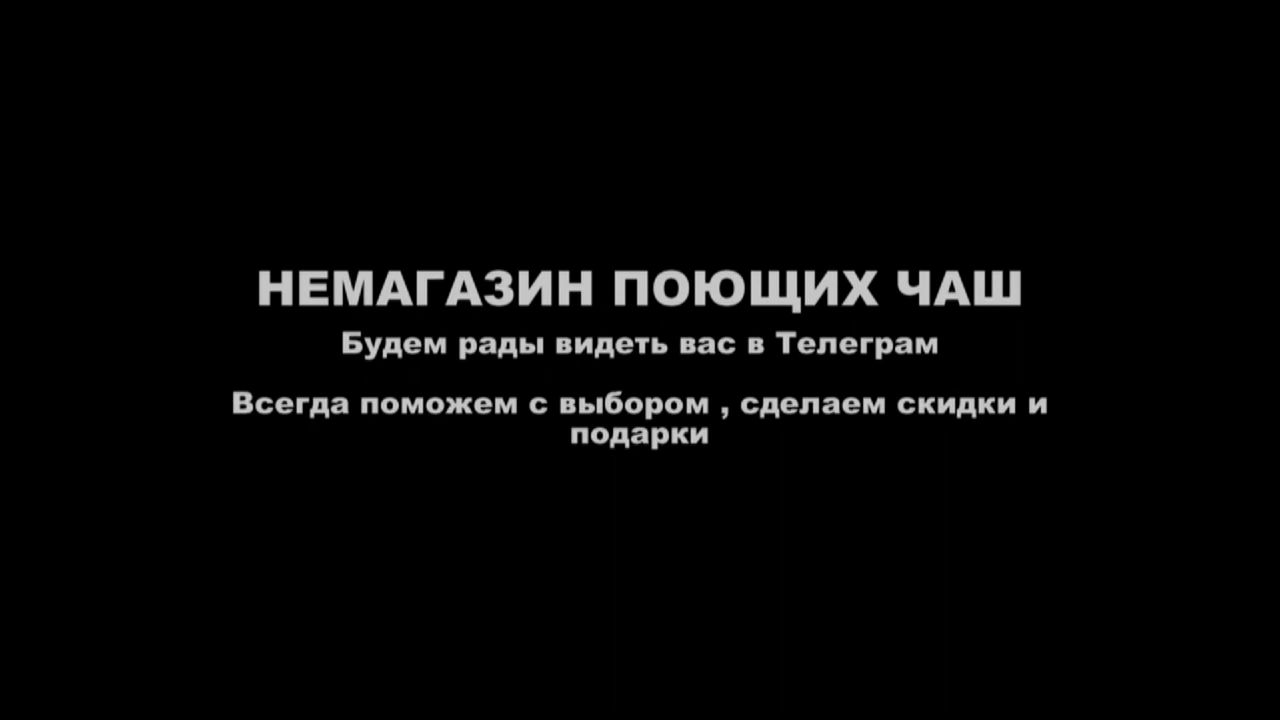 НЕМАГАЗИН ПОЮЩИХ ЧАШ
Будем рады видеть вас в Телеграм
Всегда поможем с выбором , сделаем скидки и
подарки